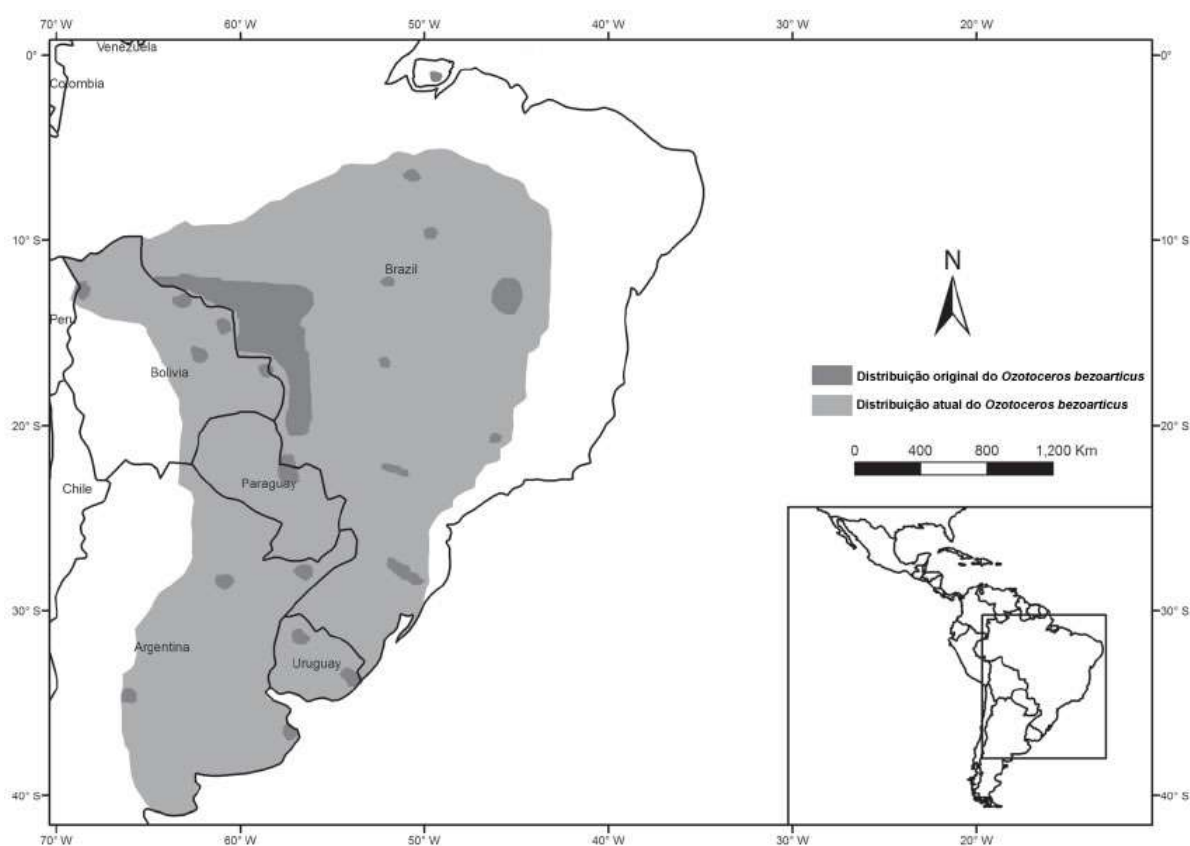 70° W 60° W 50° W 40° W 30° W 20° W
0° 0°
Venezuela
Colombia
10° S 10° S
Brazil
N
Peru
Bolivia
Distribuição original do Ozotoceros bezoarticus
Distribuição atual do Ozotoceros bezoarticus
20° S 20° S
0 400 800 1,200 Km
Paraguay
Chile
30° S 30° S
Argentina
Uruguay
40° S 40° S
70° W 60° W 50° W 40° W 30° W 20° W